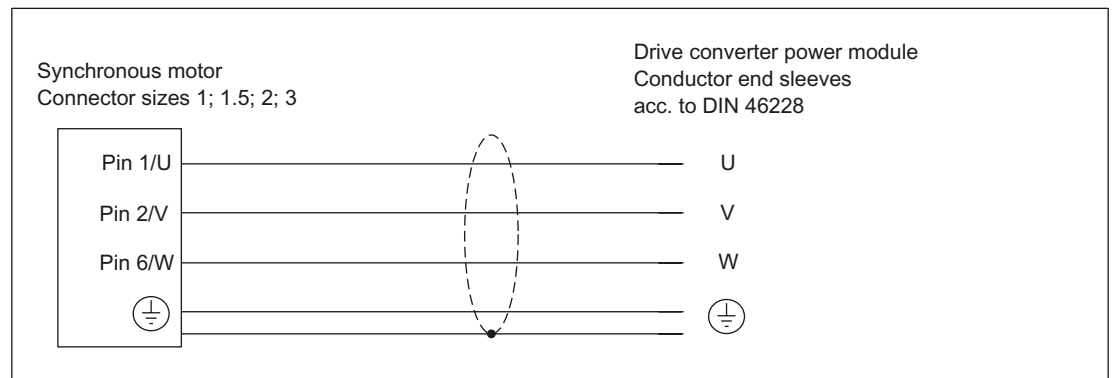 Synchronous motor
Connector sizes 1; 1.5; 2; 3
Drive converter power module
Conductor end sleeves
acc. to DIN 46228
Pin 1/U
U
Pin 2/V
V
Pin 6/W
W